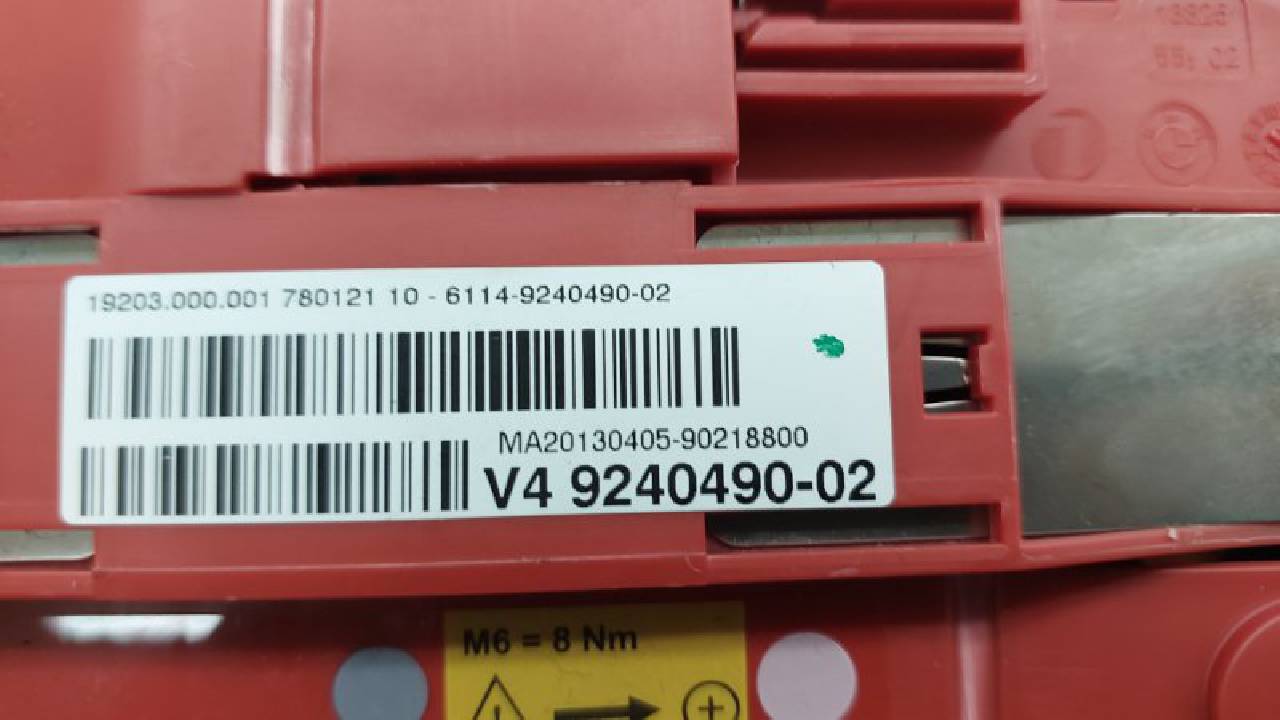 19203.000.001 780121 10 - 6114-9240490-02
MA20130405-90218800
V4 9240490-02
M6 = 8 Nm